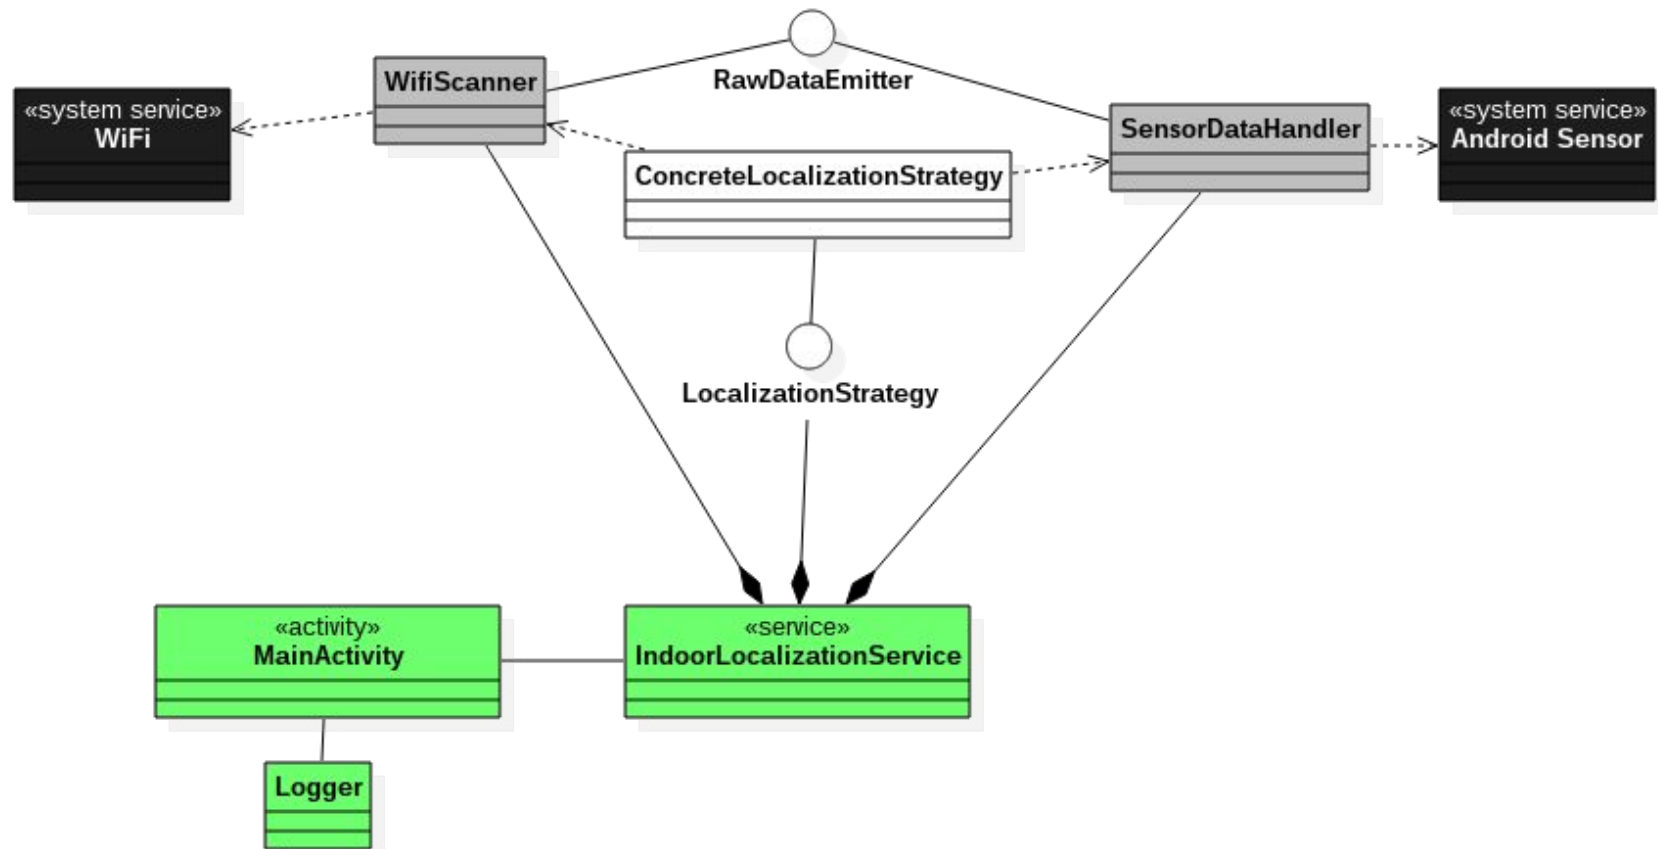 RawDataEmitter
WifiScanner
«system service»
WiFi
SensorDataHandler
«system service»
Android Sensor
ConcreteLocalizationStrategy
LocalizationStrategy
«activity»
MainActivity
«service»
IndoorLocalizationService
Logger